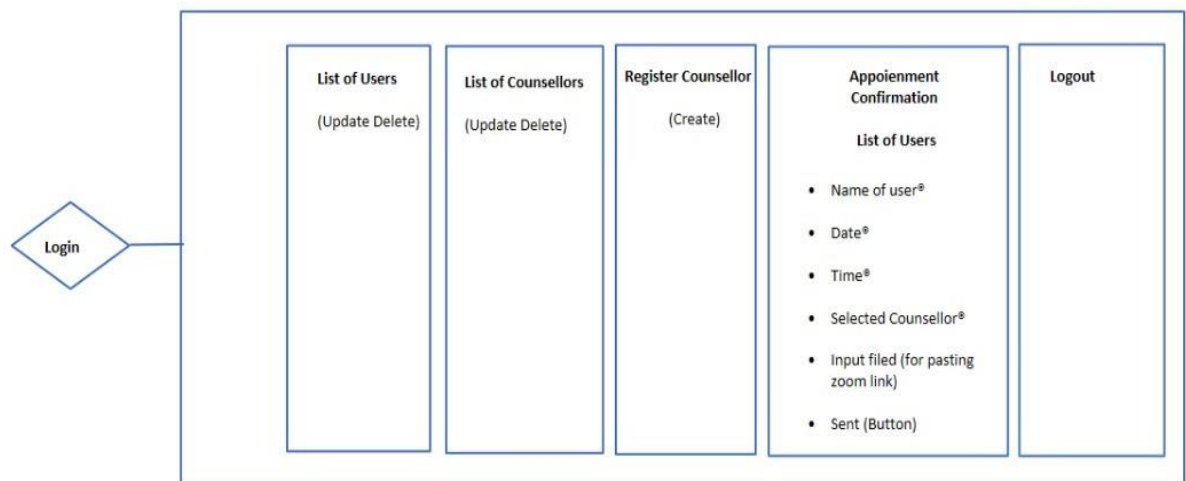 Login
List of Users
(Update Delete)
List of Counsellors
(Update Delete)
Register Counsellor
(Create)
Appoienment
Confirmation
List of Users
• Name of user®
• Date®
• Time®
• Selected Counsellor®
• Input filed (for pasting
zoom link)
• Sent (Button)
Logout